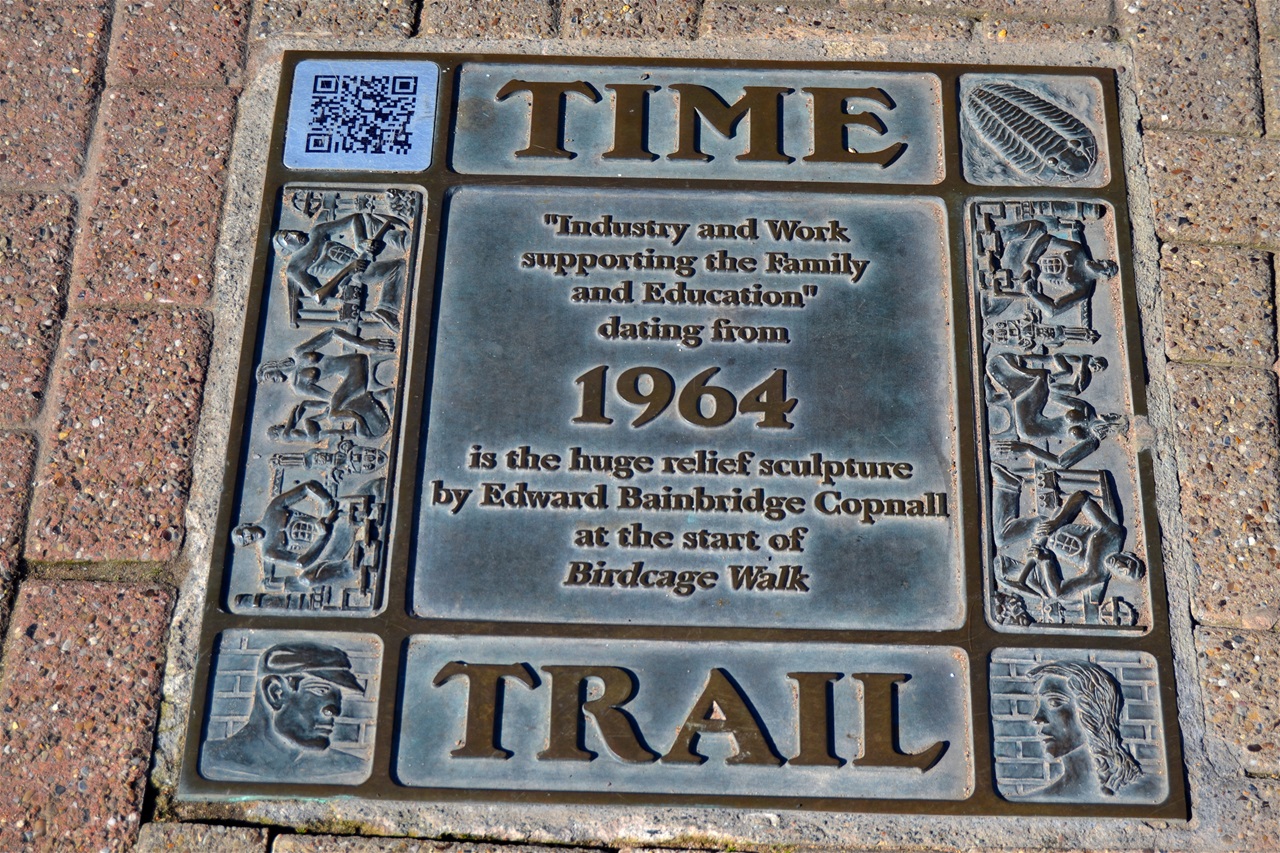 TIME
"Industry and Work
supporting the Family
and Education"
dating from
1964
is the huge relief sculpture
by Edward Bainbridge Copnall
at the start of
Birdcage Walk
TRAIL